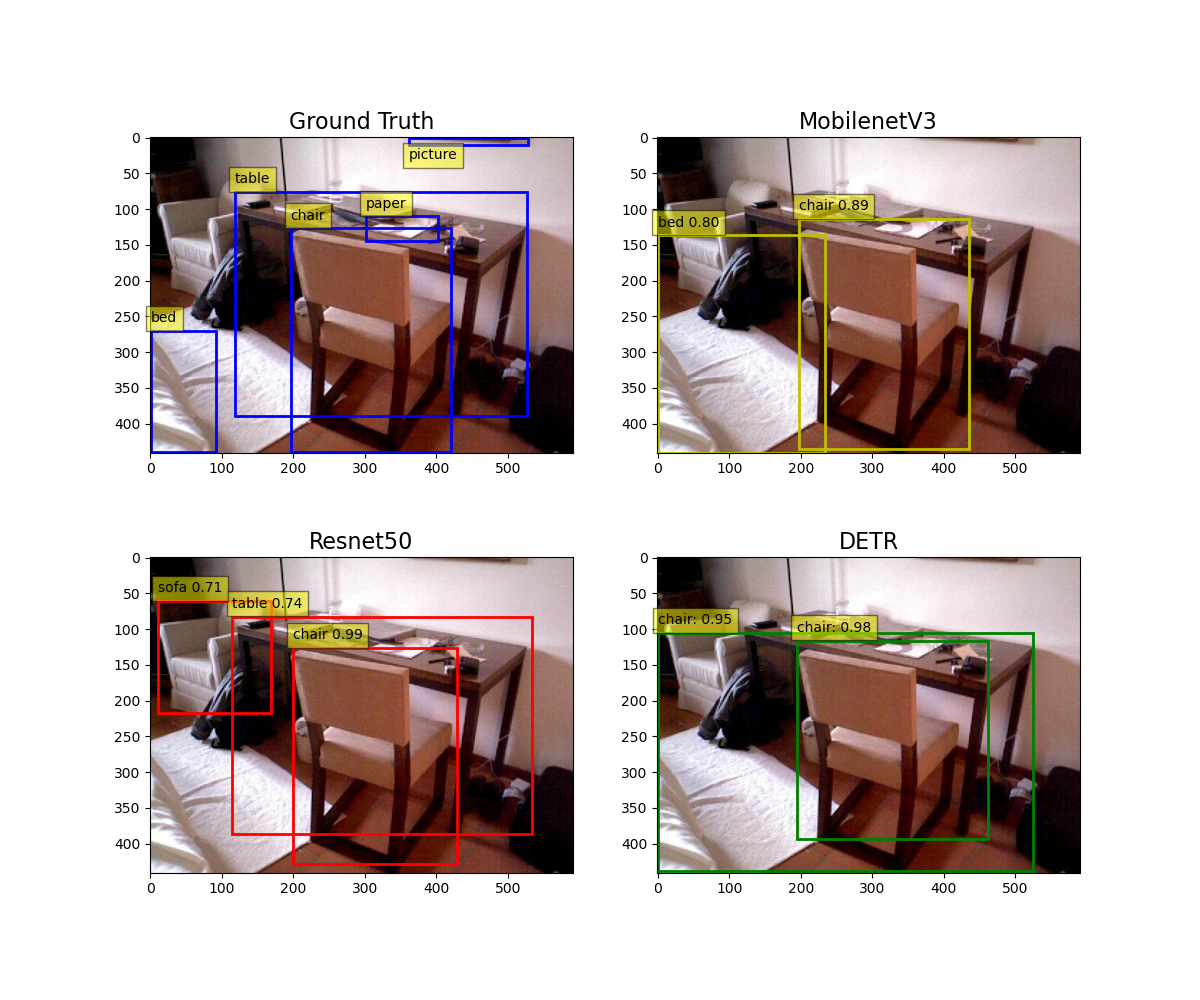 Ground Truth
MobilenetV3
0
50
100
150
200
250
300
350
400
0 100 200 300 400 500
picture
table
paper
chair
bed
0
50
100
150
200
250
300
350
400
0 100 200 300 400 500
chair 0.89
bed 0.80
Resnet50
DETR
0
50
100
150
200
250
300
350
400
0 100 200 300 400 500
sofa 0.71
table 0.74
chair 0.99
0
50
100
150
200
250
300
350
400
0 100 200 300 400 500
chair: 0.95
chair: 0.98